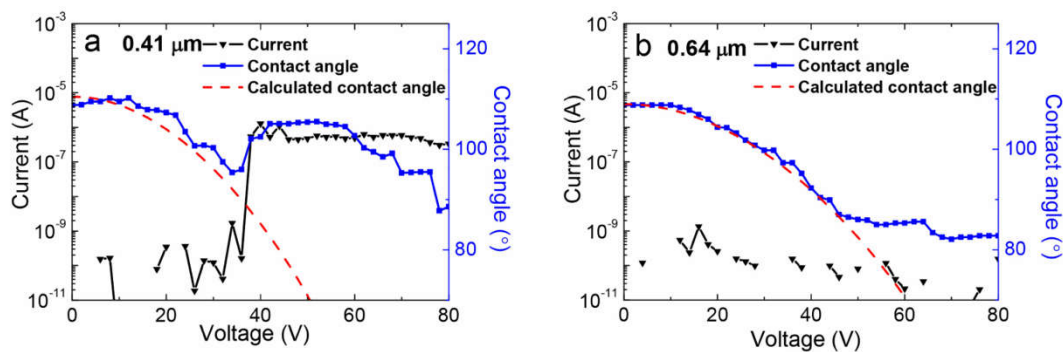 a 0.41 μm
Current
Contact angle
Calculated contact angle
10-3
10-5
10-7
10-9
10-11
Current (A)
120
100
80
Contact angle (°)
0 20 40 60 80
Voltage (V)
b 0.64 μm
Current
Contact angle
Calculated contact angle
10-3
10-5
10-7
10-9
10-11
Current (A)
120
100
80
Contact angle (°)
0 20 40 60 80
Voltage (V)